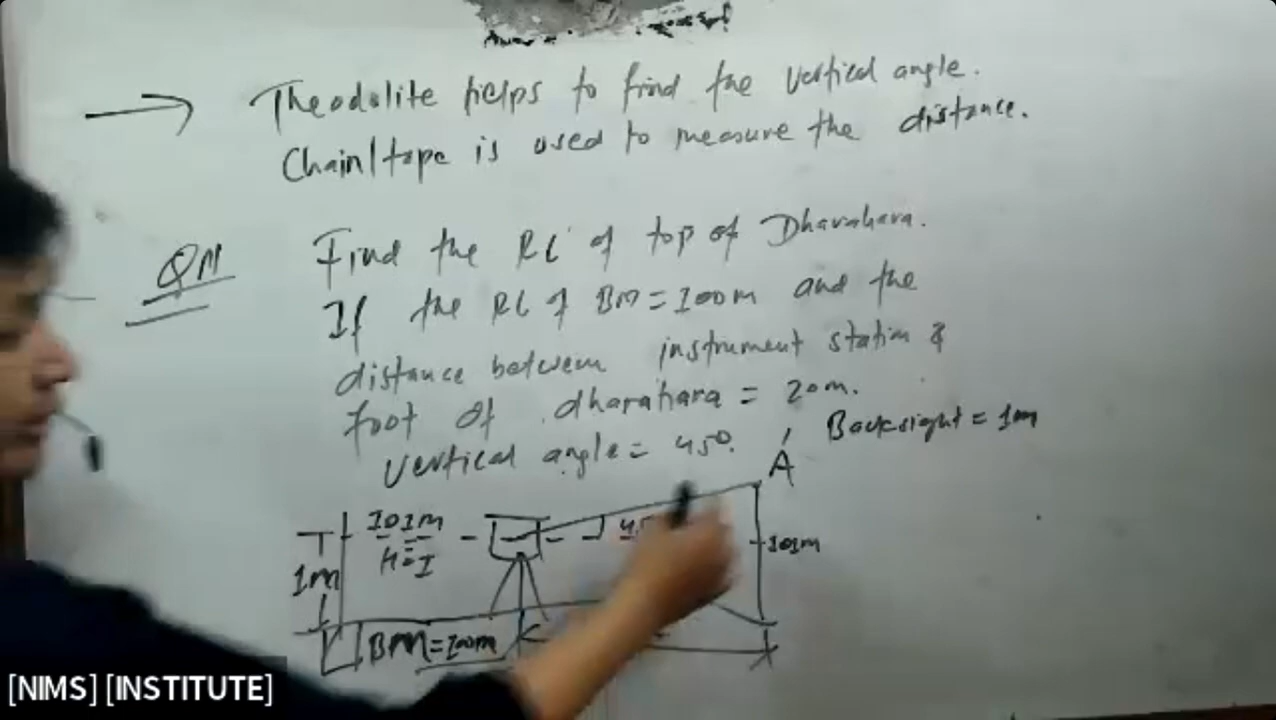 Theodolite helps to find the vertical angle.
Chain/tape is used to measure the distance.
QN
Find the RL of top of Dharahara.
If the RL of BM = 100m and the
distance between instrument station &
foot of dharahara = 20m.
vertical angle = 45°. Backsight = 1m
A
101m
H=I
45
101m
1m
BM = 100m
[NIMS] [INSTITUTE]